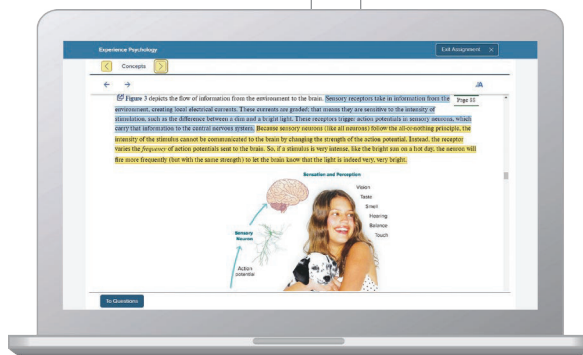 Experience Psychology
Exit Assignment X
< Concepts >
← →
Figure 3 depicts the flow of information from the environment to the brain. Sensory receptors take in information from the
Page 88
environment, creating local electrical currents. These currents are graded; that means they are sensitive to the intensity of
stimulation, such as the difference between a dim and a bright light. These receptors trigger action potentials in sensory neurons, which
carry that information to the central nervous system. Because sensory neurons (like all neurons) follow the all-or-nothing principle, the
intensity of the stimulus cannot be communicated to the brain by changing the strength of the action potential. Instead, the receptor
varies the frequency of action potentials sent to the brain. So, if a stimulus is very intense, like the bright sun on a hot day, the neuron will
fire more frequently (but with the same strength) to let the brain know that the light is indeed very, very bright.
Sensation and Perception
Vision
Taste
Smell
Hearing
Balance
Touch
Sensory
Neuron
Action
potential
To Questions